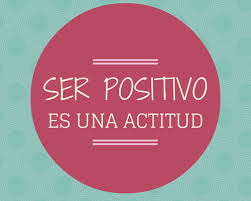 SER POSITIVO
ES UNA ACTITUD